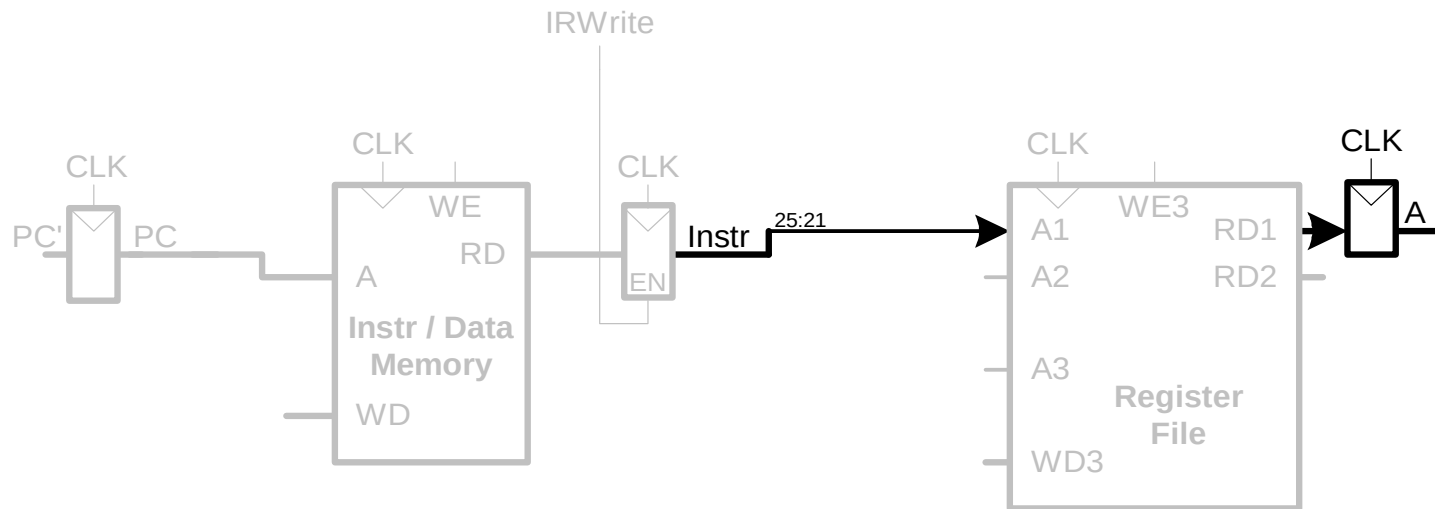 IRWrite
CLK
CLK
CLK
CLK
CLK
PC'
PC
WE
RD
A
Instr / Data
Memory
WD
EN
Instr
25:21
A1
WE3
RD1
A2
RD2
A3
Register
File
WD3
A